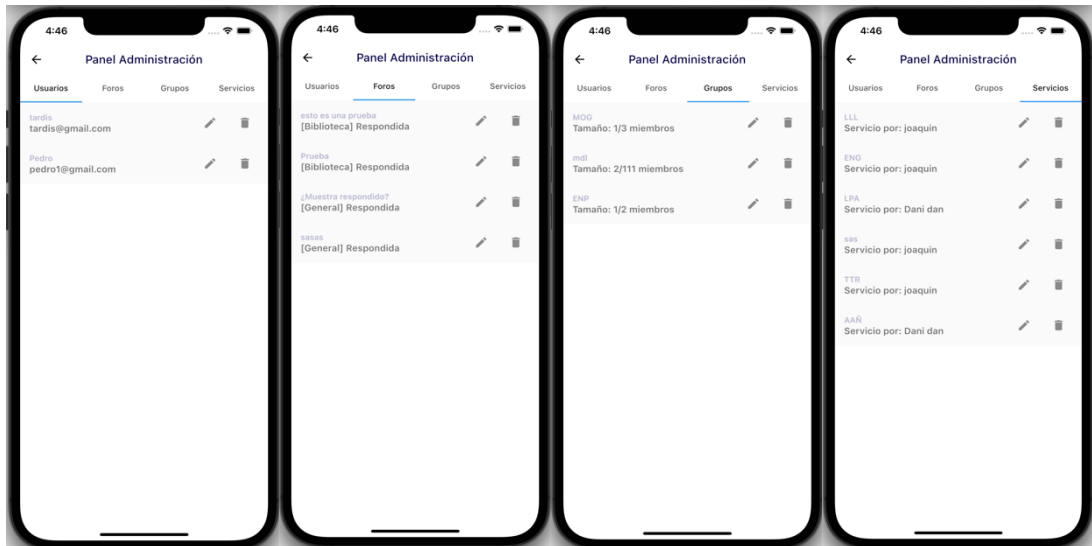 4:46
Panel Administración
Usuarios Foros Grupos Servicios
tardis
tardis@gmail.com
Pedro
pedro1@gmail.com
4:46
Panel Administración
Usuarios Foros Grupos Servicios
esto es una prueba
[Biblioteca] Respondida
Prueba
[Biblioteca] Respondida
¿Muestra respondido?
[General] Respondida
sasas
[General] Respondida
4:46
Panel Administración
Usuarios Foros Grupos Servicios
MOG
Tamaño: 1/3 miembros
mdl
Tamaño: 2/111 miembros
ENP
Tamaño: 1/2 miembros
4:46
Panel Administración
Usuarios Foros Grupos Servicios
LLL
Servicio por: joaquin
ENG
Servicio por: joaquin
LPA
Servicio por: Dani dan
sas
Servicio por: joaquin
TTR
Servicio por: joaquin
AAÑ
Servicio por: Dani dan